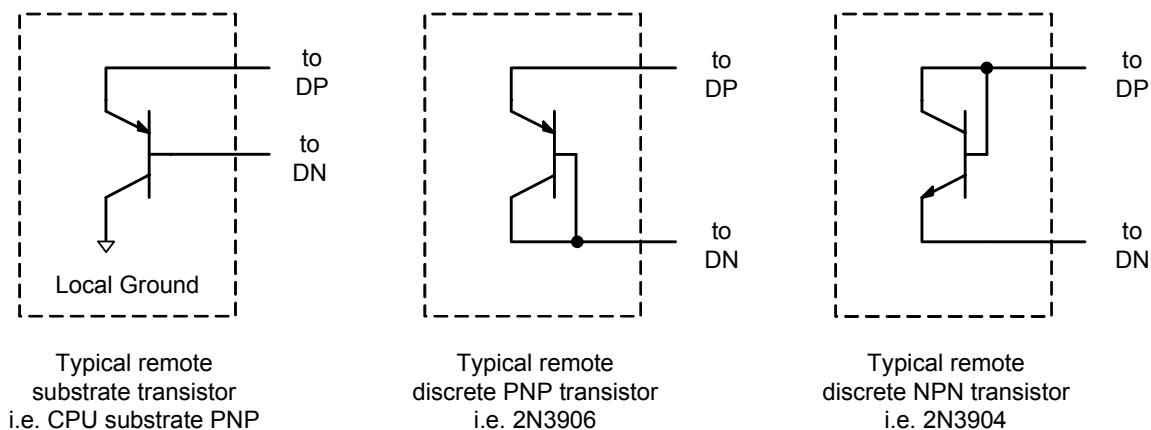 to
DP
to
DN
Local Ground
Typical remote
substrate transistor
i.e. CPU substrate PNP
to
DP
to
DN
Typical remote
discrete PNP transistor
i.e. 2N3906
to
DP
to
DN
Typical remote
discrete NPN transistor
i.e. 2N3904